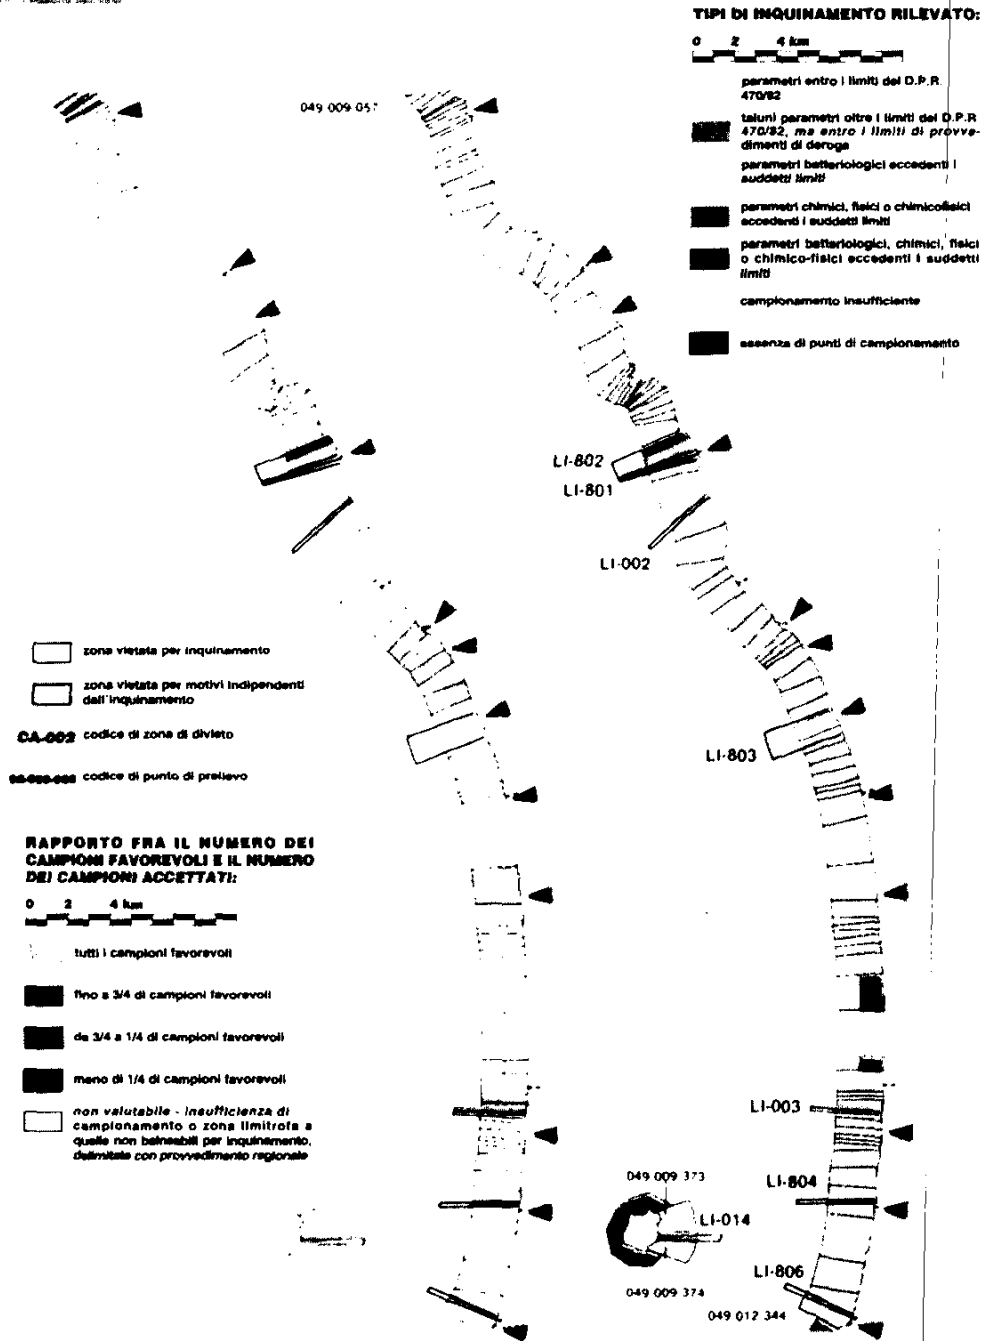 TIPI DI INQUINAMENTO RILEVATO:
0 2 4 km
parametri entro i limiti del D.P.R.
470/82
taluni parametri oltre i limiti del D.P.R
470/82, ma entro i limiti di provve-
dimenti di deroga
parametri batteriologici eccedenti i
suddetti limiti
parametri chimici, fisici o chimicofisici
eccedenti i suddetti limiti
parametri batteriologici, chimici, fisici
o chimico-fisici eccedenti i suddetti
limiti
campionamento insufficiente
assenza di punti di campionamento
049 009 057
LI-802
LI-801
LI-002
LI-803
LI-003
LI-804
049 009 373
LI-014
LI-806
049 009 374
049 012 344
zona vietata per inquinamento
zona vietata per motivi indipendenti
dall'inquinamento
CA-002 codice di zona di divieto
codice di punto di prelievo
RAPPORTO FRA IL NUMERO DEI
CAMPIONI FAVOREVOLI E IL NUMERO
DEI CAMPIONI ACCETTATI:
0 2 4 km
tutti i campioni favorevoli
fino a 3/4 di campioni favorevoli
da 3/4 a 1/4 di campioni favorevoli
meno di 1/4 di campioni favorevoli
non valutabile - insufficienza di
campionamento o zona limitrofa a
quelle non balneabili per inquinamento,
delimitate con provvedimento regionale